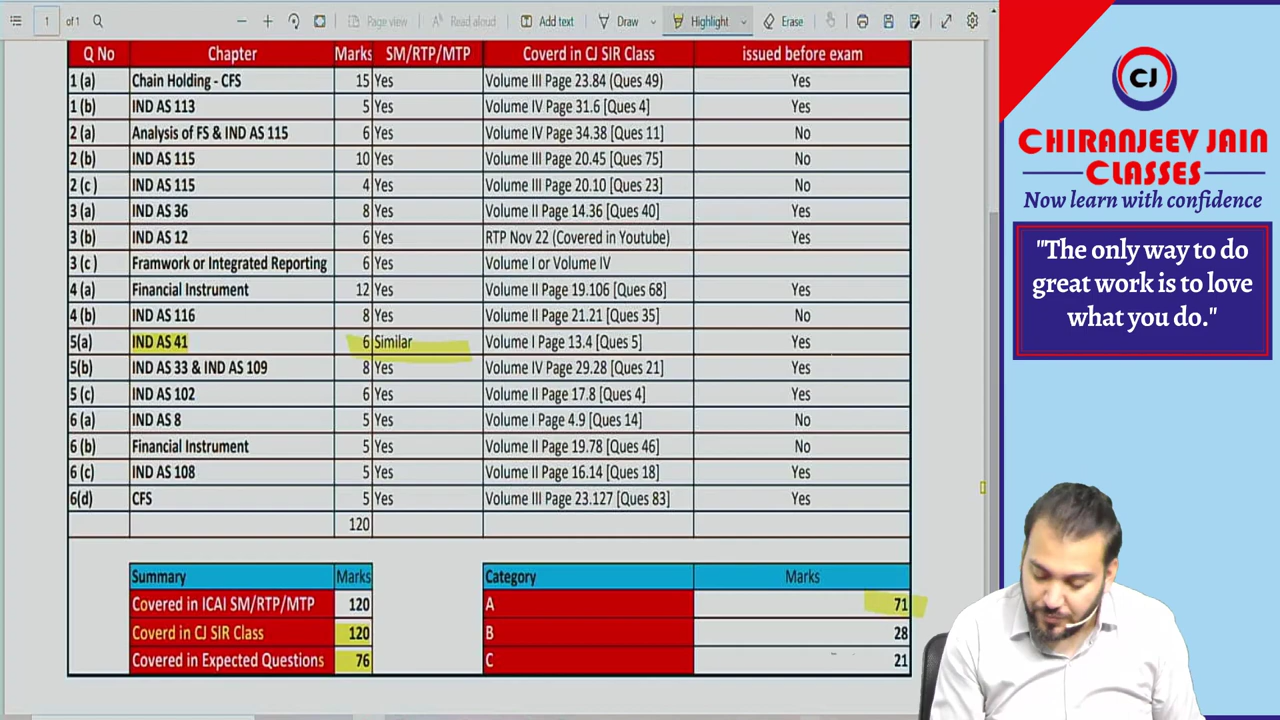 1 of 1 Page view Read aloud Add text Draw Highlight Erase
Q No Chapter Marks SM/RTP/MTP Coverd in CJ SIR Class issued before exam
1 (a) Chain Holding - CFS 15 Yes Volume III Page 23.84 (Ques 49) Yes
1 (b) IND AS 113 5 Yes Volume IV Page 31.6 [Ques 4] Yes
2 (a) Analysis of FS & IND AS 115 6 Yes Volume IV Page 34.38 [Ques 11] No
2 (b) IND AS 115 10 Yes Volume III Page 20.45 [Ques 75] No
2 (c ) IND AS 115 4 Yes Volume III Page 20.10 [Ques 23] No
3 (a) IND AS 36 8 Yes Volume II Page 14.36 [Ques 40] Yes
3 (b) IND AS 12 6 Yes RTP Nov 22 (Covered in Youtube) Yes
3 (c ) Framwork or Integrated Reporting 6 Yes Volume I or Volume IV
4 (a) Financial Instrument 12 Yes Volume II Page 19.106 [Ques 68] Yes
4 (b) IND AS 116 8 Yes Volume II Page 21.21 [Ques 35] No
5(a) IND AS 41 6 Similar Volume I Page 13.4 [Ques 5] Yes
5(b) IND AS 33 & IND AS 109 8 Yes Volume IV Page 29.28 [Ques 21] Yes
5 (c) IND AS 102 6 Yes Volume II Page 17.8 [Ques 4] Yes
6 (a) IND AS 8 5 Yes Volume I Page 4.9 [Ques 14] No
6 (b) Financial Instrument 5 Yes Volume II Page 19.78 [Ques 46] No
6 (c) IND AS 108 5 Yes Volume II Page 16.14 [Ques 18] Yes
6(d) CFS 5 Yes Volume III Page 23.127 [Ques 83] Yes
120
Summary Marks Category Marks
Covered in ICAI SM/RTP/MTP 120 A 71
Coverd in CJ SIR Class 120 B 28
Covered in Expected Questions 76 C 21
CJ
CHIRANJEEV JAIN
CLASSES
Now learn with confidence
"The only way to do
great work is to love
what you do."